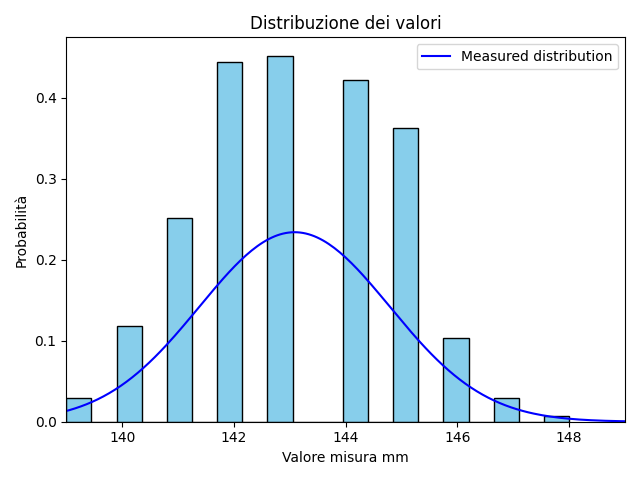 Distribuzione dei valori
Measured distribution
0.4
0.3
0.2
0.1
0.0
Probabilità
140 142 144 146 148
Valore misura mm